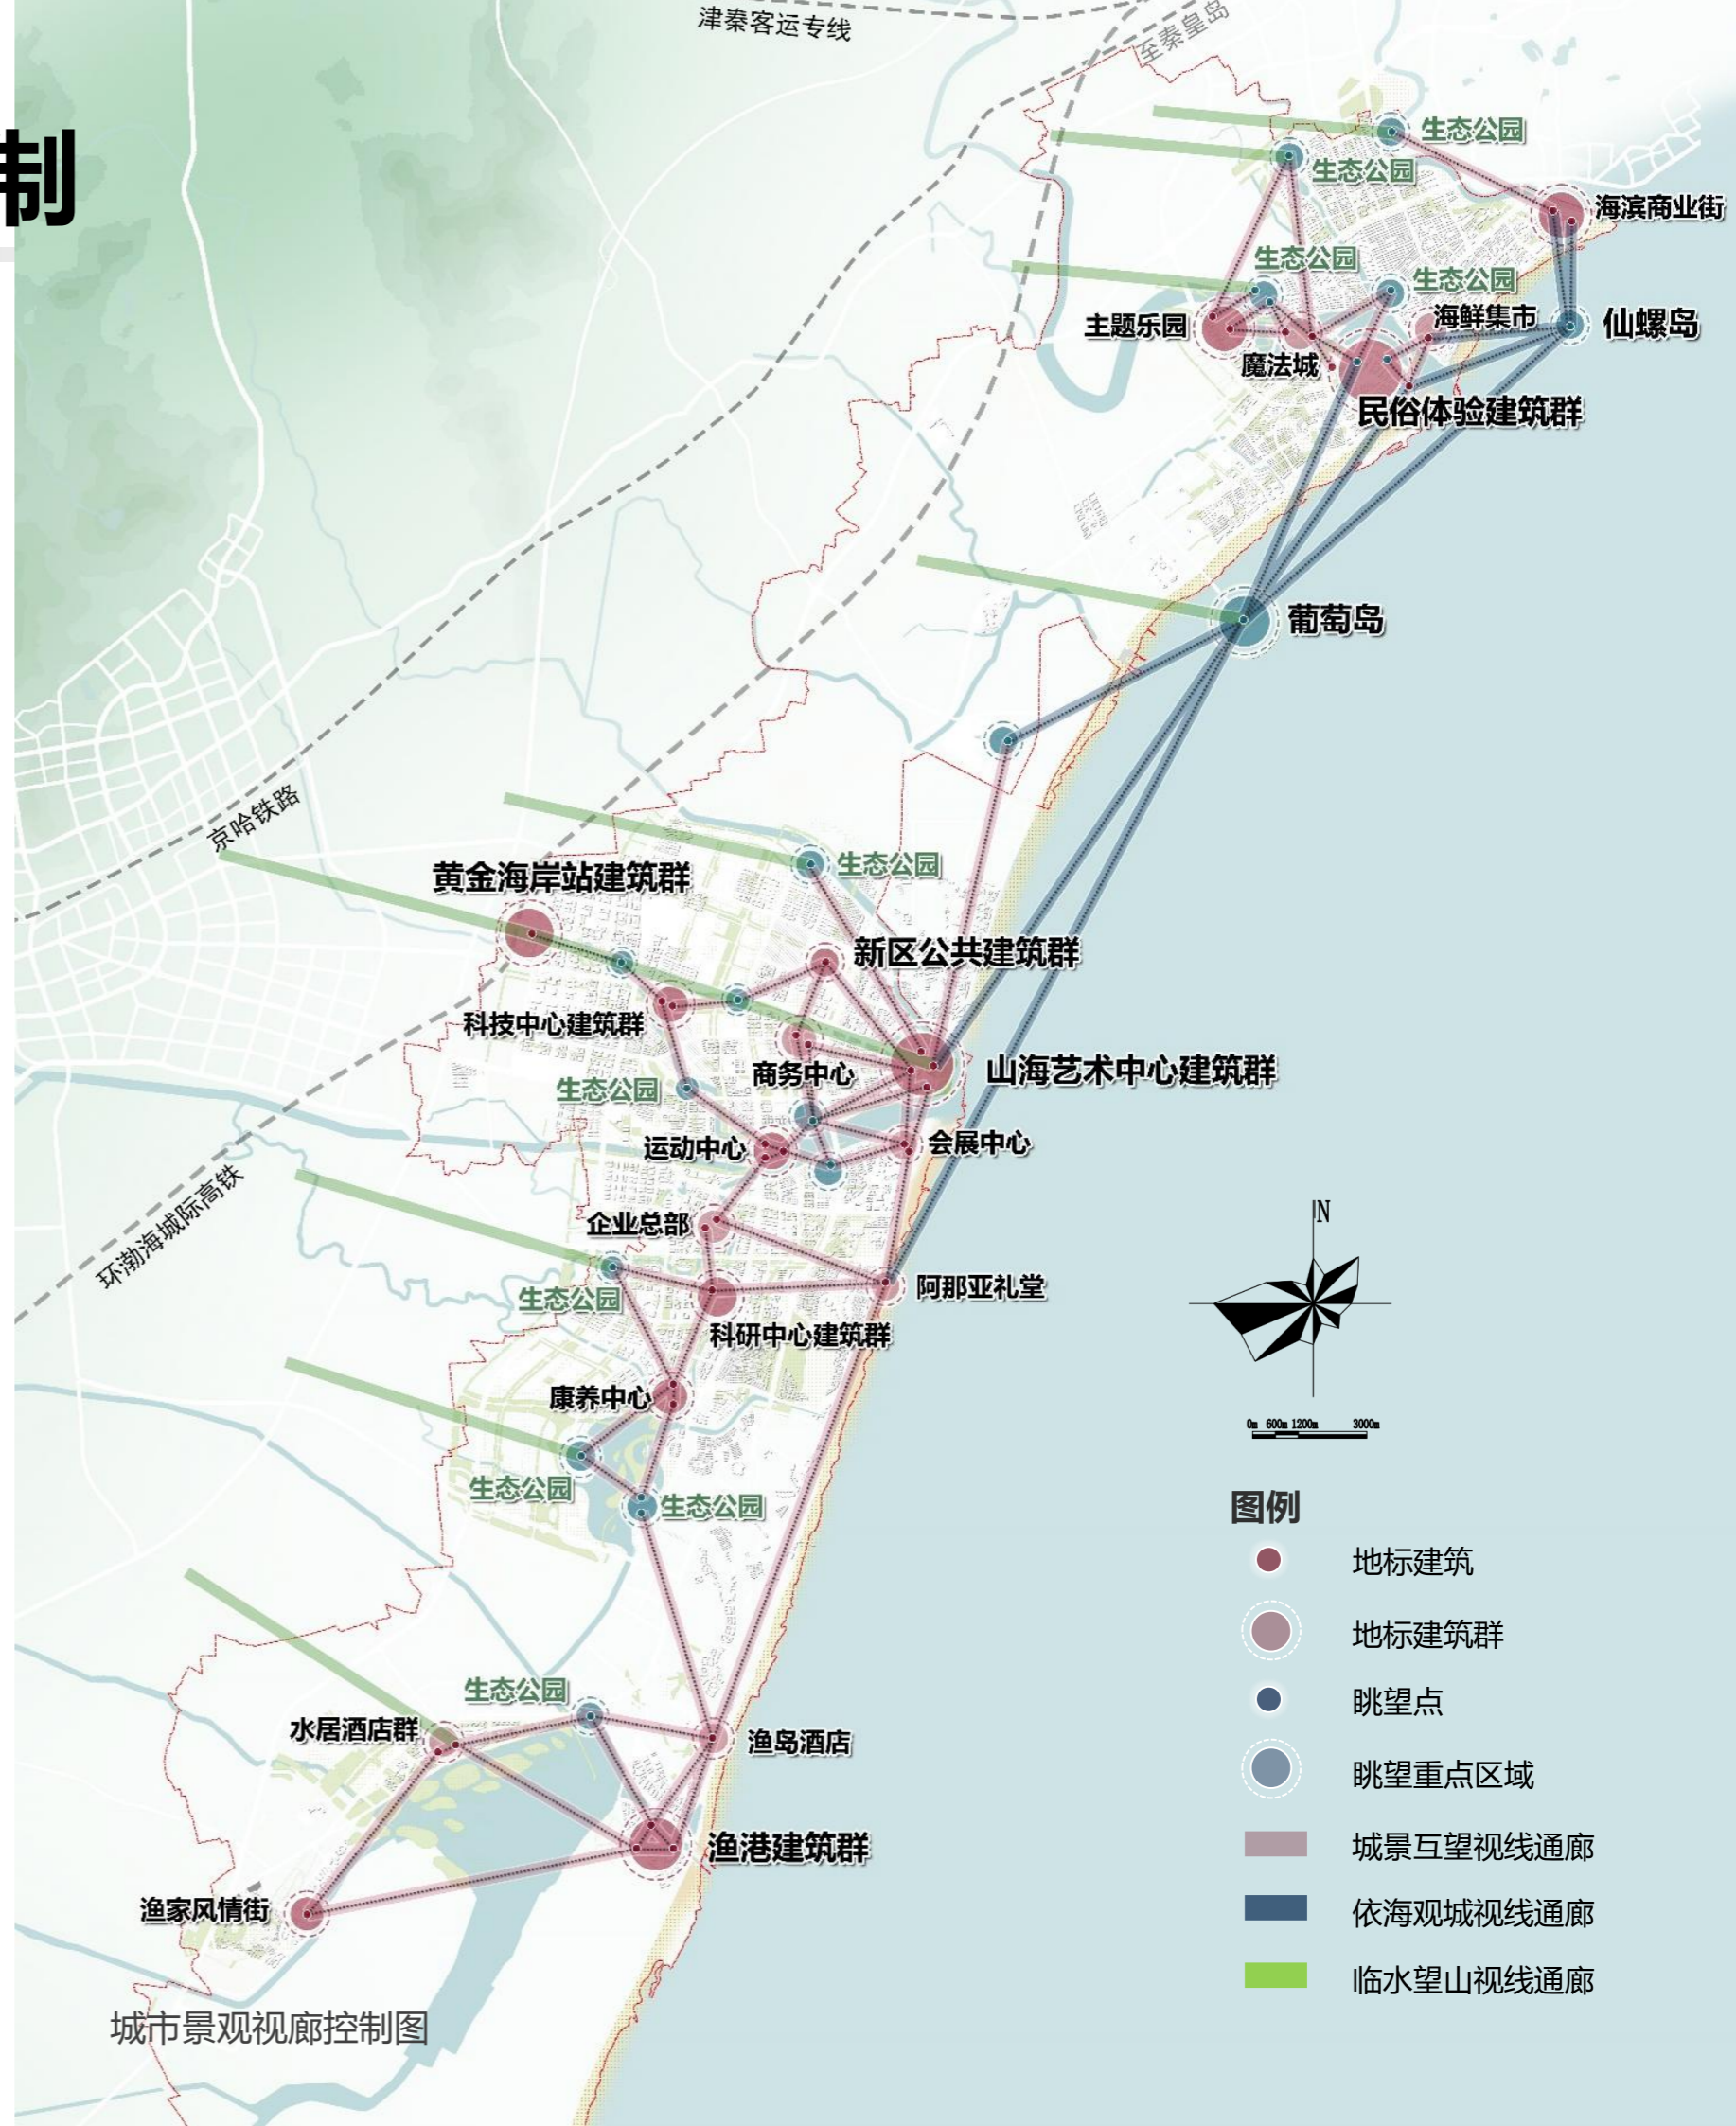 制
津秦客运专线
至秦皇岛
生态公园
生态公园
海滨商业街
生态公园
生态公园
主题乐园
海鲜集市
仙螺岛
魔法城
民俗体验建筑群
葡萄岛
京哈铁路
生态公园
黄金海岸站建筑群
新区公共建筑群
科技中心建筑群
商务中心
山海艺术中心建筑群
生态公园
运动中心
会展中心
环渤海城际高铁
企业总部
N
生态公园
阿那亚礼堂
科研中心建筑群
康养中心
0m 600m 1200m 3000m
生态公园
生态公园
图例
地标建筑
地标建筑群
眺望点
眺望重点区域
城景互望视线通廊
依海观城视线通廊
临水望山视线通廊
生态公园
水居酒店群
渔岛酒店
渔港建筑群
渔家风情街
城市景观视廊控制图